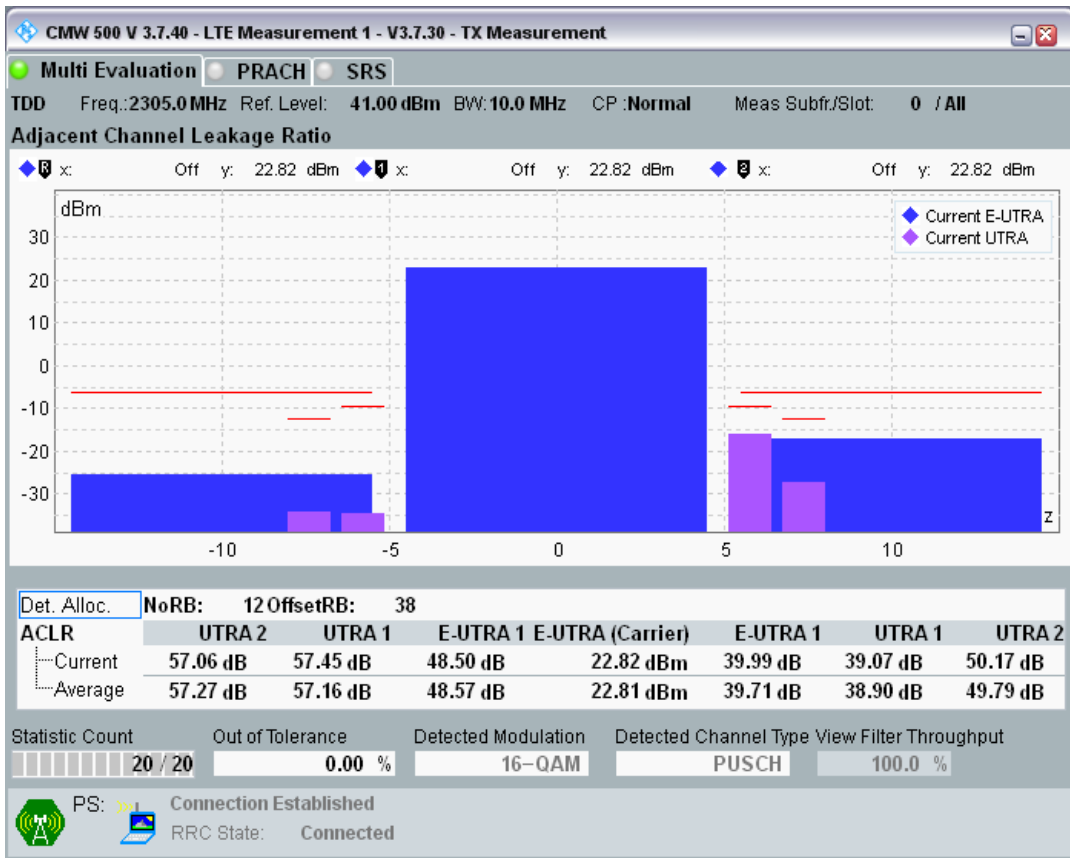 CMW 500 V 3.7.40 - LTE Measurement 1 - V3.7.30 - TX Measurement
Multi Evaluation PRACH SRS
TDD Freq.:2305.0 MHz Ref. Level: 41.00 dBm BW: 10.0 MHz CP :Normal Meas Subfr./Slot: 0 / All
Adjacent Channel Leakage Ratio
R x: Off y: 22.82 dBm 1 x: Off y: 22.82 dBm 2 x: Off y: 22.82 dBm
dBm
Current E-UTRA
Current UTRA
30
20
10
0
-10
-20
-30
z
-10 -5 0 5 10
Det. Alloc. NoRB: 12 OffsetRB: 38
ACLR UTRA 2 UTRA 1 E-UTRA 1 E-UTRA (Carrier) E-UTRA 1 UTRA 1 UTRA 2
Current 57.06 dB 57.45 dB 48.50 dB 22.82 dBm 39.99 dB 39.07 dB 50.17 dB
Average 57.27 dB 57.16 dB 48.57 dB 22.81 dBm 39.71 dB 38.90 dB 49.79 dB
Statistic Count Out of Tolerance Detected Modulation Detected Channel Type View Filter Throughput
20 / 20 0.00 % 16-QAM PUSCH 100.0 %
PS: Connection Established
RRC State: Connected